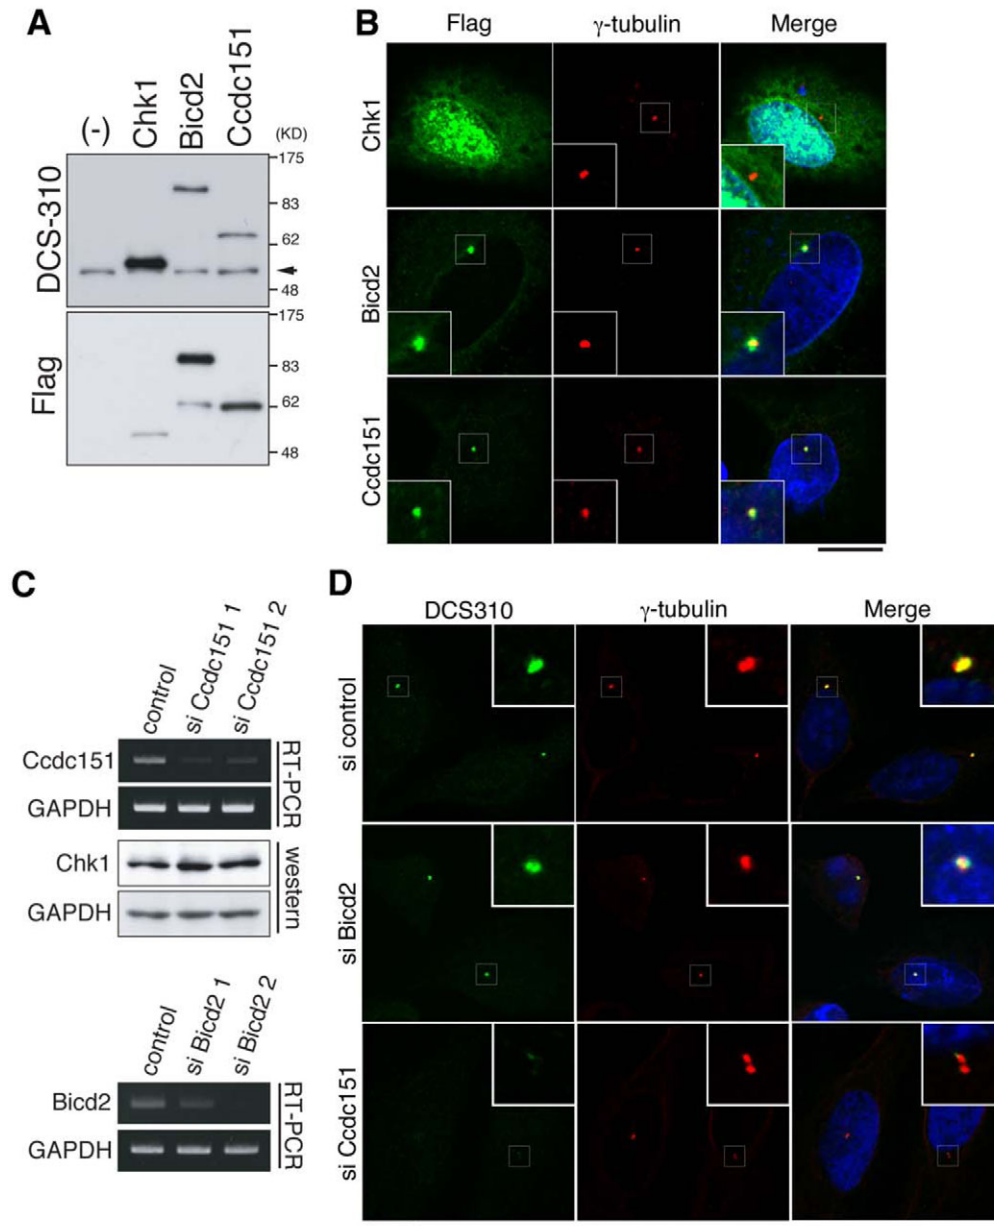 A
(-)
Chk1
Bicd2
Ccdc151
(KD)
DCS-310
175
83
62
48
Flag
175
83
62
48
B
Flag
γ-tubulin
Merge
Chk1
Bicd2
Ccdc151
C
control
si Ccdc151 1
si Ccdc151 2
Ccdc151
GAPDH
RT-PCR
Chk1
GAPDH
western
control
si Bicd2 1
si Bicd2 2
Bicd2
GAPDH
RT-PCR
D
DCS310
γ-tubulin
Merge
si control
si Bicd2
si Ccdc151